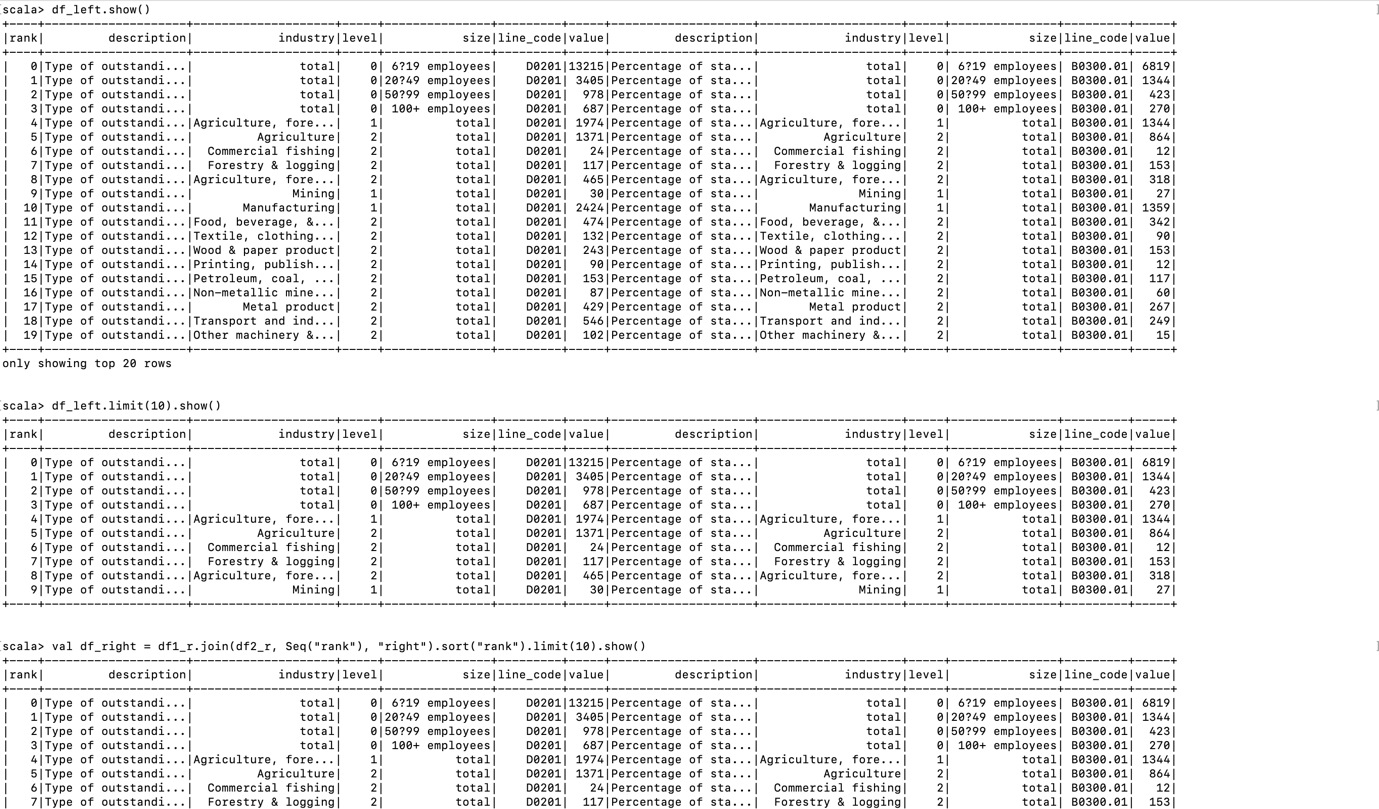 scala> df_left.show()
+----+--------------------+--------------------+-----+---------------+---------+-----+--------------------+--------------------+-----+---------------+---------+-----+
|rank|         description|            industry|level|           size|line_code|value|         description|            industry|level|           size|line_code|value|
+----+--------------------+--------------------+-----+---------------+---------+-----+--------------------+--------------------+-----+---------------+---------+-----+
|   0|Type of outstandi...|               total|    0| 6?19 employees|    D0201|13215|Percentage of sta...|               total|    0| 6?19 employees| B0300.01| 6819|
|   1|Type of outstandi...|               total|    0|20?49 employees|    D0201| 3405|Percentage of sta...|               total|    0|20?49 employees| B0300.01| 1344|
|   2|Type of outstandi...|               total|    0|50?99 employees|    D0201|  978|Percentage of sta...|               total|    0|50?99 employees| B0300.01|  423|
|   3|Type of outstandi...|               total|    0| 100+ employees|    D0201|  687|Percentage of sta...|               total|    0| 100+ employees| B0300.01|  270|
|   4|Type of outstandi...|Agriculture, fore...|    1|          total|    D0201| 1974|Percentage of sta...|Agriculture, fore...|    1|          total| B0300.01| 1344|
|   5|Type of outstandi...|         Agriculture|    2|          total|    D0201| 1371|Percentage of sta...|         Agriculture|    2|          total| B0300.01|  864|
|   6|Type of outstandi...|  Commercial fishing|    2|          total|    D0201|   24|Percentage of sta...|  Commercial fishing|    2|          total| B0300.01|   12|
|   7|Type of outstandi...|  Forestry & logging|    2|          total|    D0201|  117|Percentage of sta...|  Forestry & logging|    2|          total| B0300.01|  153|
|   8|Type of outstandi...|Agriculture, fore...|    2|          total|    D0201|  465|Percentage of sta...|Agriculture, fore...|    2|          total| B0300.01|  318|
|   9|Type of outstandi...|              Mining|    1|          total|    D0201|   30|Percentage of sta...|              Mining|    1|          total| B0300.01|   27|
|  10|Type of outstandi...|       Manufacturing|    1|          total|    D0201| 2424|Percentage of sta...|       Manufacturing|    1|          total| B0300.01| 1359|
|  11|Type of outstandi...|Food, beverage, &...|    2|          total|    D0201|  474|Percentage of sta...|Food, beverage, &...|    2|          total| B0300.01|  342|
|  12|Type of outstandi...|Textile, clothing...|    2|          total|    D0201|  132|Percentage of sta...|Textile, clothing...|    2|          total| B0300.01|   90|
|  13|Type of outstandi...|Wood & paper product|    2|          total|    D0201|  243|Percentage of sta...|Wood & paper product|    2|          total| B0300.01|  153|
|  14|Type of outstandi...|Printing, publish...|    2|          total|    D0201|   90|Percentage of sta...|Printing, publish...|    2|          total| B0300.01|   12|
|  15|Type of outstandi...|Petroleum, coal, ...|    2|          total|    D0201|  153|Percentage of sta...|Petroleum, coal, ...|    2|          total| B0300.01|  117|
|  16|Type of outstandi...|Non-metallic mine...|    2|          total|    D0201|   87|Percentage of sta...|Non-metallic mine...|    2|          total| B0300.01|   60|
|  17|Type of outstandi...|       Metal product|    2|          total|    D0201|  429|Percentage of sta...|       Metal product|    2|          total| B0300.01|  267|
|  18|Type of outstandi...|Transport and ind...|    2|          total|    D0201|  546|Percentage of sta...|Transport and ind...|    2|          total| B0300.01|  249|
|  19|Type of outstandi...|Other machinery &...|    2|          total|    D0201|  102|Percentage of sta...|Other machinery &...|    2|          total| B0300.01|   15|
+----+--------------------+--------------------+-----+---------------+---------+-----+--------------------+--------------------+-----+---------------+---------+-----+
only showing top 20 rows
scala> df_left.limit(10).show()
+----+--------------------+--------------------+-----+---------------+---------+-----+--------------------+--------------------+-----+---------------+---------+-----+
|rank|         description|            industry|level|           size|line_code|value|         description|            industry|level|           size|line_code|value|
+----+--------------------+--------------------+-----+---------------+---------+-----+--------------------+--------------------+-----+---------------+---------+-----+
|   0|Type of outstandi...|               total|    0| 6?19 employees|    D0201|13215|Percentage of sta...|               total|    0| 6?19 employees| B0300.01| 6819|
|   1|Type of outstandi...|               total|    0|20?49 employees|    D0201| 3405|Percentage of sta...|               total|    0|20?49 employees| B0300.01| 1344|
|   2|Type of outstandi...|               total|    0|50?99 employees|    D0201|  978|Percentage of sta...|               total|    0|50?99 employees| B0300.01|  423|
|   3|Type of outstandi...|               total|    0| 100+ employees|    D0201|  687|Percentage of sta...|               total|    0| 100+ employees| B0300.01|  270|
|   4|Type of outstandi...|Agriculture, fore...|    1|          total|    D0201| 1974|Percentage of sta...|Agriculture, fore...|    1|          total| B0300.01| 1344|
|   5|Type of outstandi...|         Agriculture|    2|          total|    D0201| 1371|Percentage of sta...|         Agriculture|    2|          total| B0300.01|  864|
|   6|Type of outstandi...|  Commercial fishing|    2|          total|    D0201|   24|Percentage of sta...|  Commercial fishing|    2|          total| B0300.01|   12|
|   7|Type of outstandi...|  Forestry & logging|    2|          total|    D0201|  117|Percentage of sta...|  Forestry & logging|    2|          total| B0300.01|  153|
|   8|Type of outstandi...|Agriculture, fore...|    2|          total|    D0201|  465|Percentage of sta...|Agriculture, fore...|    2|          total| B0300.01|  318|
|   9|Type of outstandi...|              Mining|    1|          total|    D0201|   30|Percentage of sta...|              Mining|    1|          total| B0300.01|   27|
+----+--------------------+--------------------+-----+---------------+---------+-----+--------------------+--------------------+-----+---------------+---------+-----+
scala> val df_right = df1_r.join(df2_r, Seq("rank"), "right").sort("rank").limit(10).show()
+----+--------------------+--------------------+-----+---------------+---------+-----+--------------------+--------------------+-----+---------------+---------+-----+
|rank|         description|            industry|level|           size|line_code|value|         description|            industry|level|           size|line_code|value|
+----+--------------------+--------------------+-----+---------------+---------+-----+--------------------+--------------------+-----+---------------+---------+-----+
|   0|Type of outstandi...|               total|    0| 6?19 employees|    D0201|13215|Percentage of sta...|               total|    0| 6?19 employees| B0300.01| 6819|
|   1|Type of outstandi...|               total|    0|20?49 employees|    D0201| 3405|Percentage of sta...|               total|    0|20?49 employees| B0300.01| 1344|
|   2|Type of outstandi...|               total|    0|50?99 employees|    D0201|  978|Percentage of sta...|               total|    0|50?99 employees| B0300.01|  423|
|   3|Type of outstandi...|               total|    0| 100+ employees|    D0201|  687|Percentage of sta...|               total|    0| 100+ employees| B0300.01|  270|
|   4|Type of outstandi...|Agriculture, fore...|    1|          total|    D0201| 1974|Percentage of sta...|Agriculture, fore...|    1|          total| B0300.01| 1344|
|   5|Type of outstandi...|         Agriculture|    2|          total|    D0201| 1371|Percentage of sta...|         Agriculture|    2|          total| B0300.01|  864|
|   6|Type of outstandi...|  Commercial fishing|    2|          total|    D0201|   24|Percentage of sta...|  Commercial fishing|    2|          total| B0300.01|   12|
|   7|Type of outstandi...|  Forestry & logging|    2|          total|    D0201|  117|Percentage of sta...|  Forestry & logging|    2|          total| B0300.01|  153|